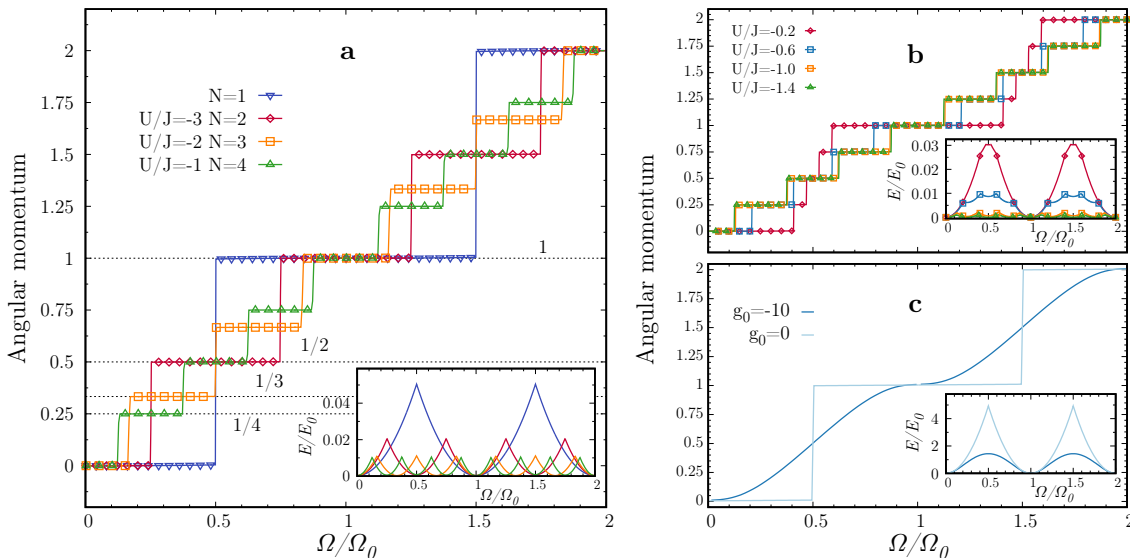 a
N=1
U/J=-3 N=2
U/J=-2 N=3
U/J=-1 N=4
Angular momentum
2
1.75
1.5
1.25
1
0.75
0.5
0.25
0
1
1/2
1/3
1/4
E/E0
0.04
0.02
0
0 0.5 1 1.5 2
Ω/Ω0
0 0.5 1 1.5 2
Ω/Ω0
b
U/J=-0.2
U/J=-0.6
U/J=-1.0
U/J=-1.4
Angular momentum
2
1.75
1.5
1.25
1
0.75
0.5
0.25
0
E/E0
0.03
0.02
0.01
0
0 0.5 1 1.5 2
Ω/Ω0
c
g0=-10
g0=0
Angular momentum
2
1.75
1.5
1.25
1
0.75
0.5
0.25
0
E/E0
4
2
0
0 0.5 1 1.5 2
Ω/Ω0
0 0.5 1 1.5 2
Ω/Ω0